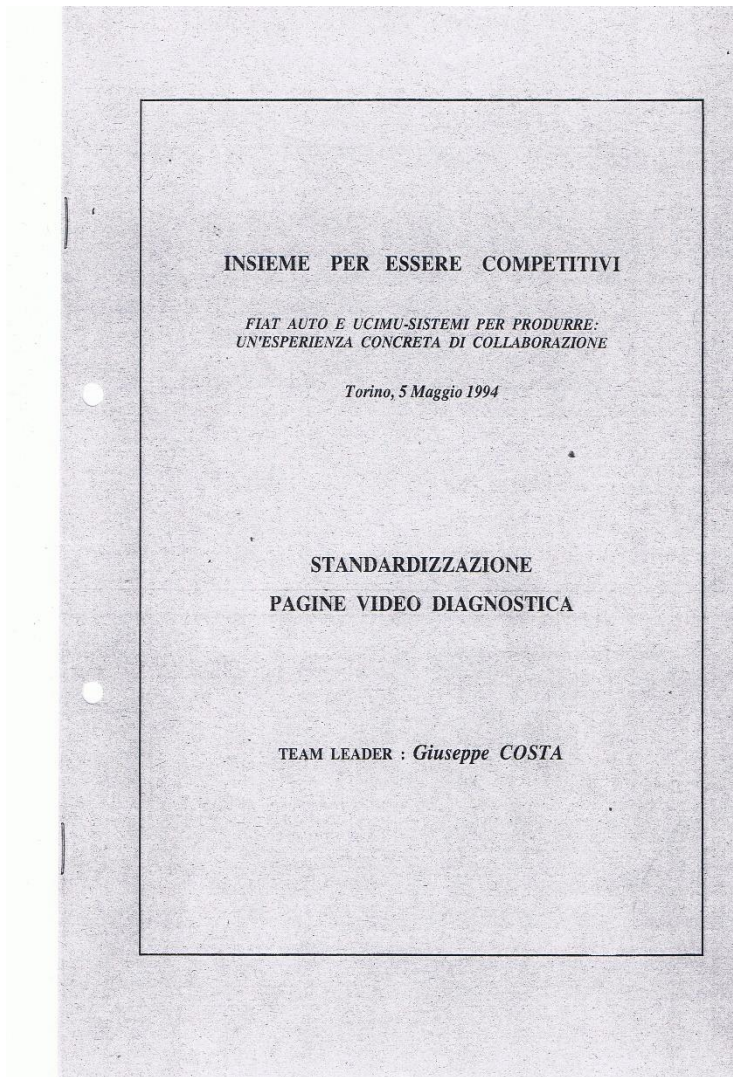 INSIEME PER ESSERE COMPETITIVI
FIAT AUTO E UCIMU-SISTEMI PER PRODURRE:
UN'ESPERIENZA CONCRETA DI COLLABORAZIONE
Torino, 5 Maggio 1994
STANDARDIZZAZIONE
PAGINE VIDEO DIAGNOSTICA
TEAM LEADER : Giuseppe COSTA